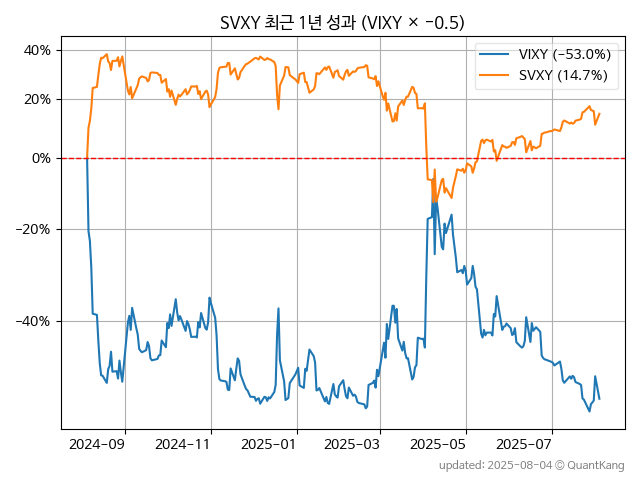 SVXY 최근 1년 성과 (VIXY × −0.5)
VIXY (−53.0%)
SVXY (14.7%)
40%
20%
0%
−20%
−40%
2024-09
2024-11
2025-01
2025-03
2025-05
2025-07
updated: 2025-08-04 © QuantKang